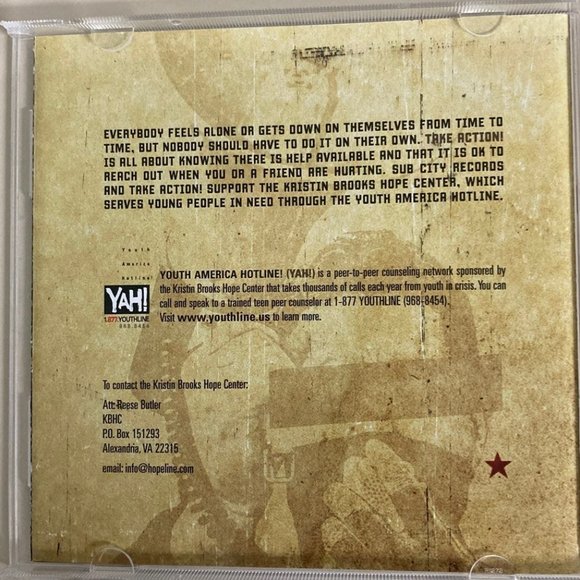 EVERYBODY FEELS ALONE OR GETS DOWN ON THEMSELVES FROM TIME TO
TIME, BUT NOBODY SHOULD HAVE TO DO IT ON THEIR OWN. TAKE ACTION!
IS ALL ABOUT KNOWING THERE IS HELP AVAILABLE AND THAT IT IS OK TO
REACH OUT WHEN YOU OR A FRIEND ARE HURTING. SUB CITY RECORDS
AND TAKE ACTION! SUPPORT THE KRISTIN BROOKS HOPE CENTER, WHICH
SERVES YOUNG PEOPLE IN NEED THROUGH THE YOUTH AMERICA HOTLINE.
Youth
America
Hotline!
YAH!
1.877.YOUTHLINE
968.8454
YOUTH AMERICA HOTLINE! (YAH!) is a peer-to-peer counseling network sponsored by
the Kristin Brooks Hope Center that takes thousands of calls each year from youth in crisis. You can
call and speak to a trained teen peer counselor at 1-877 YOUTHLINE (968-8454).
Visit www.youthline.us to learn more.
To contact the Kristin Brooks Hope Center:
Att: Reese Butler
KBHC
P.O. Box 151293
Alexandria, VA 22315
email: info@hopeline.com